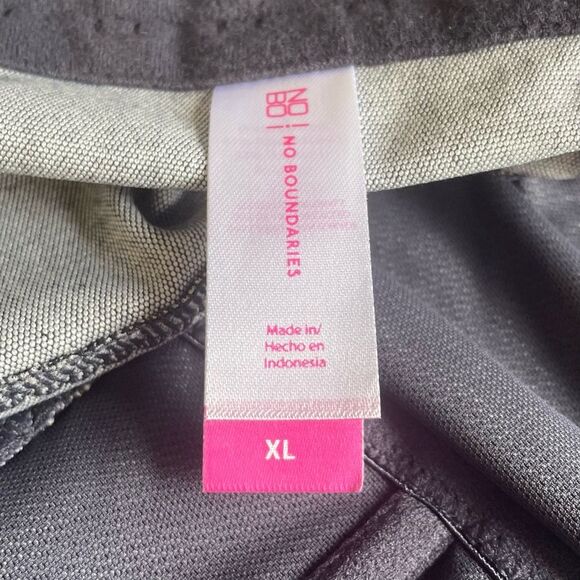 NO
BO
NO BOUNDARIES
Made in/
Hecho en
Indonesia
XL